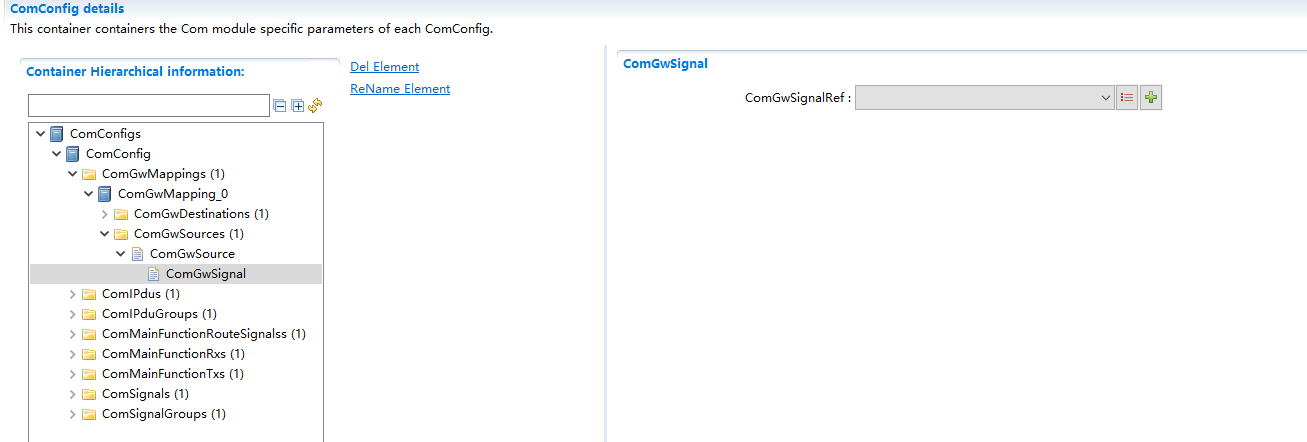 ComConfig details
This container containers the Com module specific parameters of each ComConfig.
Container Hierarchical information:
Del Element
ReName Element
ComConfigs
ComConfig
ComGwMappings (1)
ComGwMapping_0
ComGwDestinations (1)
ComGwSources (1)
ComGwSource
ComGwSignal
ComIPdus (1)
ComIPduGroups (1)
ComMainFunctionRouteSignalss (1)
ComMainFunctionRxs (1)
ComMainFunctionTxs (1)
ComSignals (1)
ComSignalGroups (1)
ComGwSignal
ComGwSignalRef :